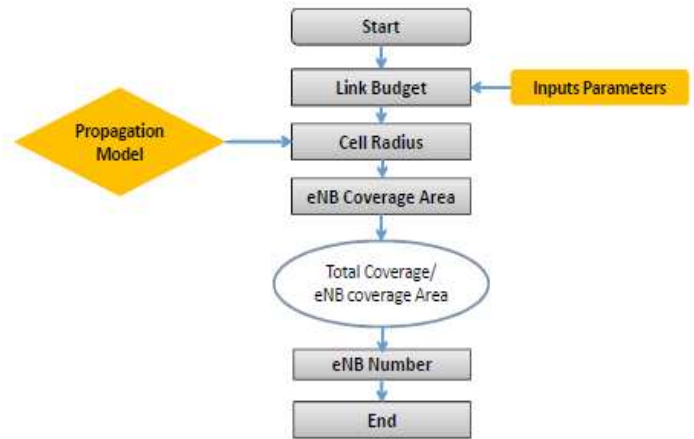 Start
Link Budget
Inputs Parameters
Propagation
Model
Cell Radius
eNB Coverage Area
Total Coverage/
eNB coverage Area
eNB Number
End